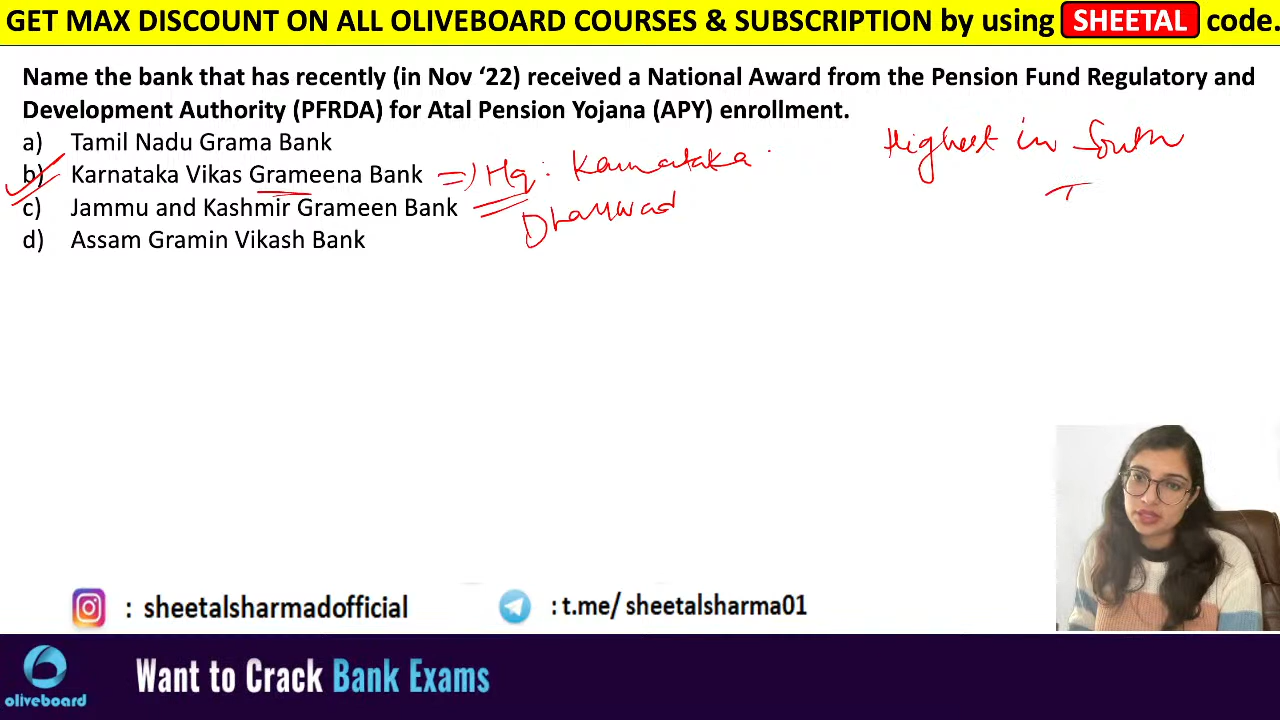 GET MAX DISCOUNT ON ALL OLIVEBOARD COURSES & SUBSCRIPTION by using SHEETAL code.
Name the bank that has recently (in Nov ‘22) received a National Award from the Pension Fund Regulatory and
Development Authority (PFRDA) for Atal Pension Yojana (APY) enrollment.
Highest in South
a) Tamil Nadu Grama Bank
b) Karnataka Vikas Grameena Bank => Hq: Karnataka
c) Jammu and Kashmir Grameen Bank
Dharwad
d) Assam Gramin Vikash Bank
: sheetalsharmadofficial
: t.me/ sheetalsharma01
oliveboard
Want to Crack Bank Exams